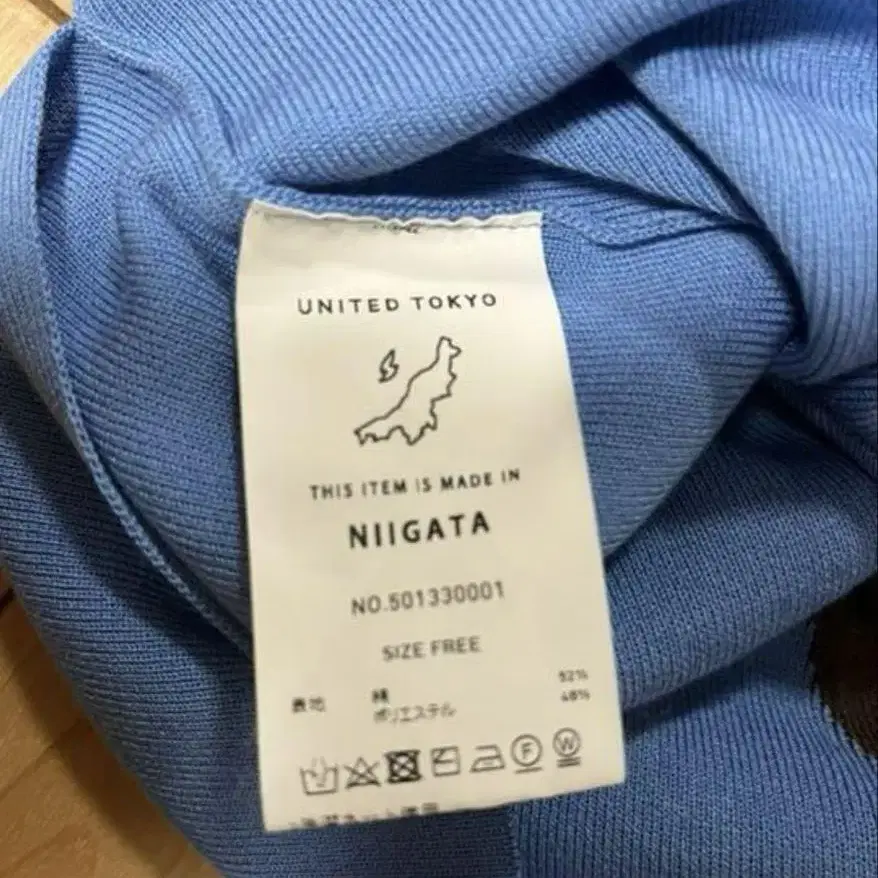 UNITED TOKYO
THIS ITEM IS MADE IN
NIIGATA
NO.501330001
SIZE FREE
表地 綿 52%
ポリエステル 48%
F W